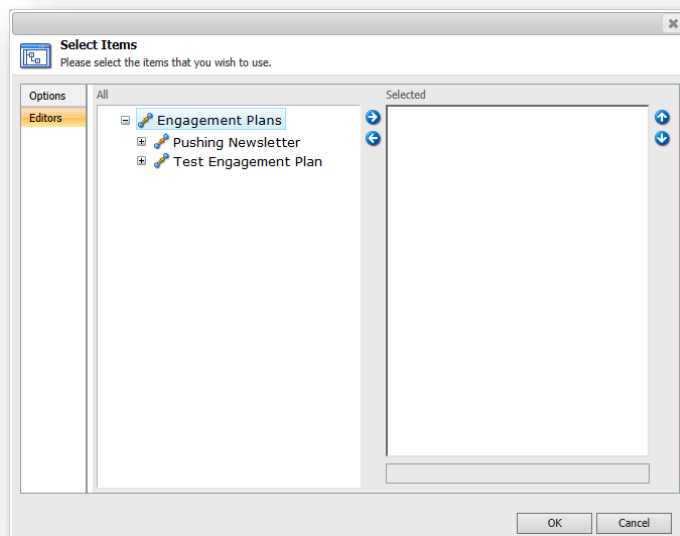 Select Items
Please select the items that you wish to use.
Options
Editors
All
Engagement Plans
Pushing Newsletter
Test Engagement Plan
Selected
OK
Cancel